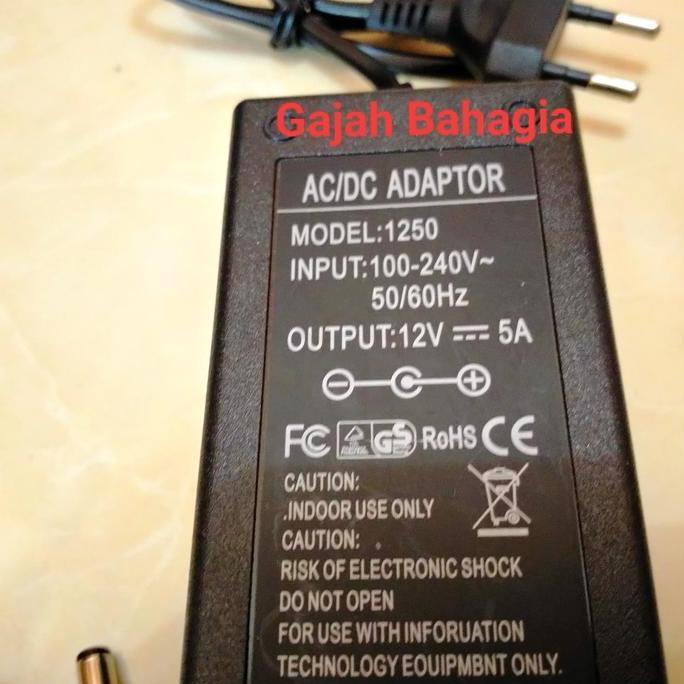 Gajah Bahagia
AC/DC ADAPTOR
MODEL:1250
INPUT:100-240V~
50/60Hz
OUTPUT:12V ⎓ 5A
FC GS RoHS CE
CAUTION:
.INDOOR USE ONLY
CAUTION:
RISK OF ELECTRONIC SHOCK
DO NOT OPEN
FOR USE WITH INFORUATION
TECHNOLOGY EOUIPMBNT ONLY.